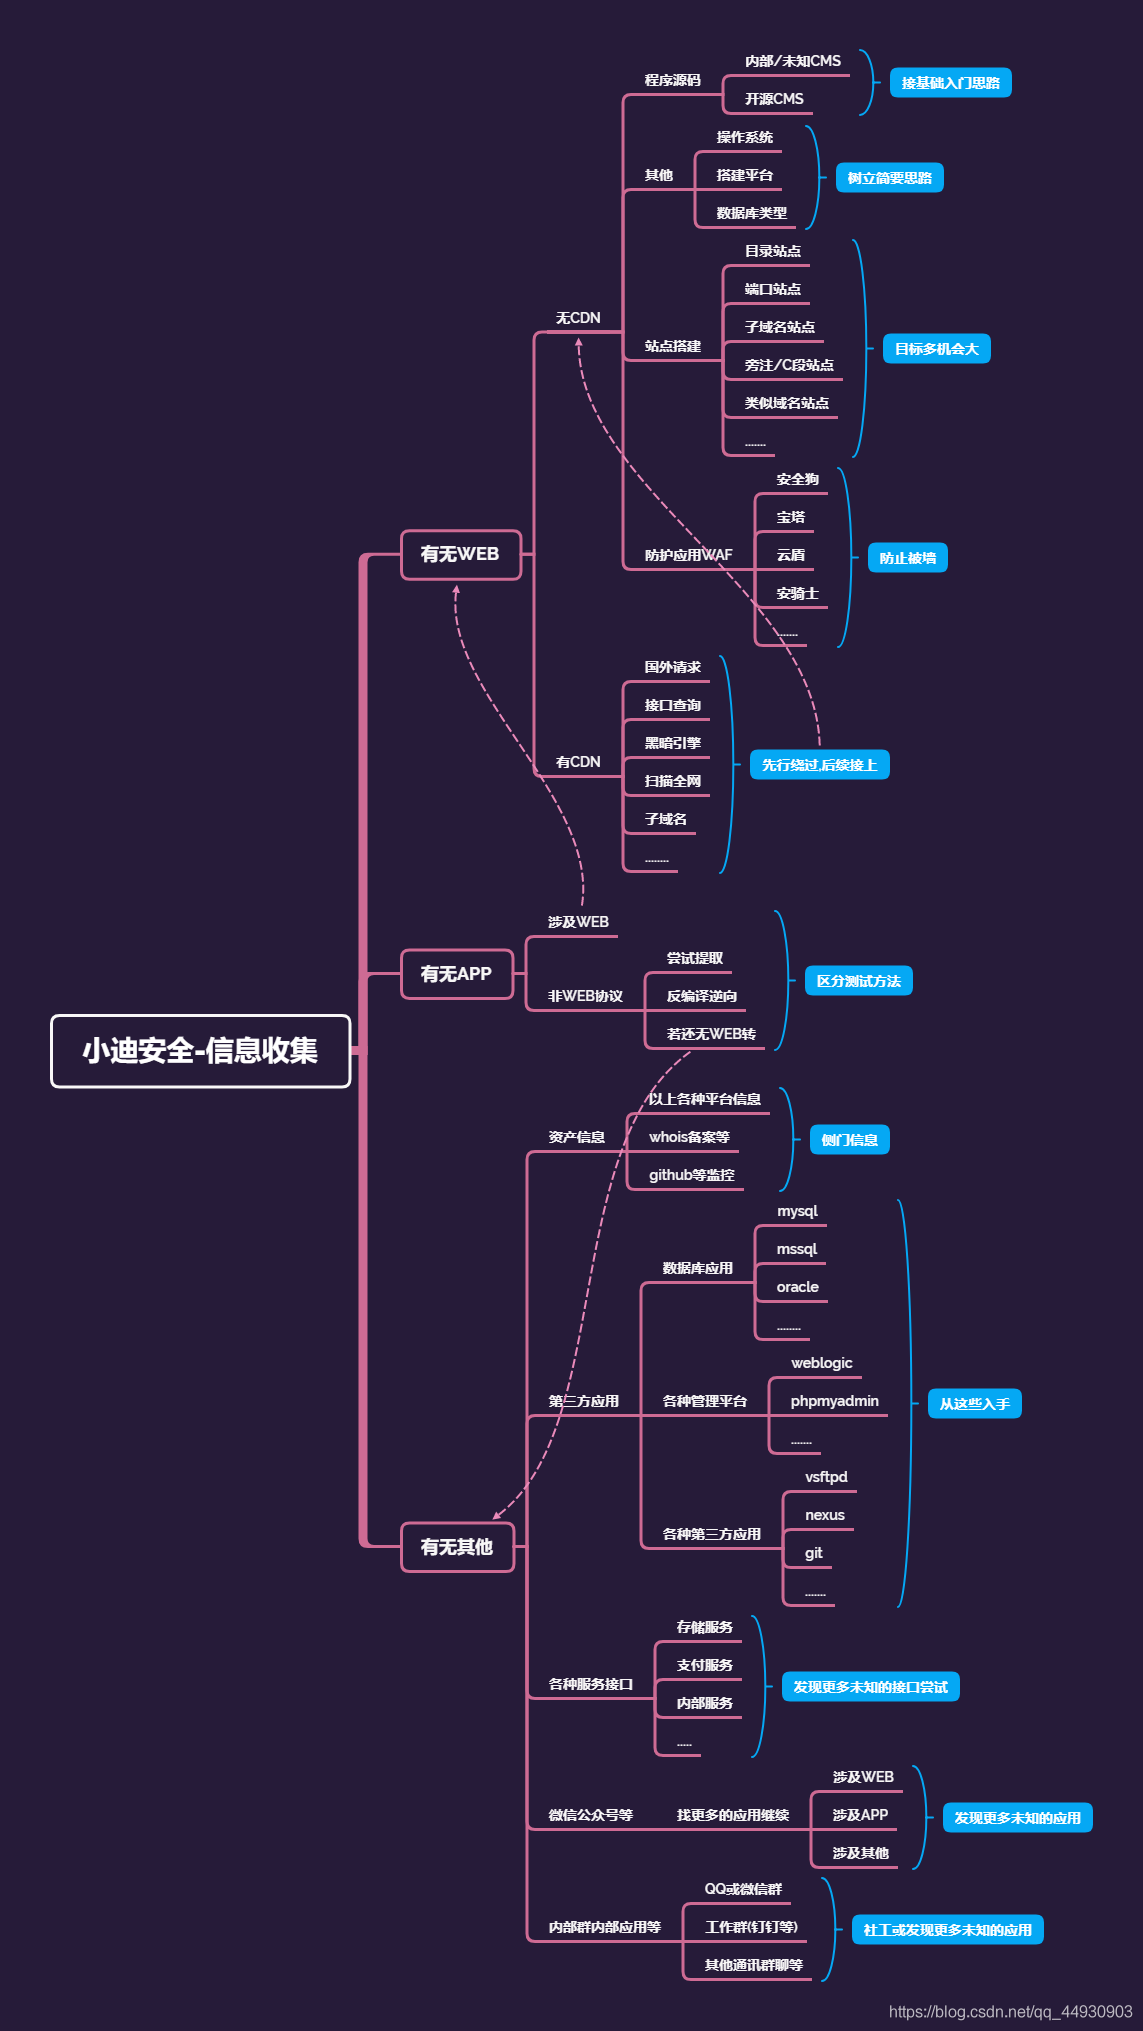 小迪安全-信息收集
有无WEB
无CDN
程序源码
内部/未知CMS
开源CMS
接基础入门思路
其他
操作系统
搭建平台
数据库类型
树立简要思路
站点搭建
目录站点
端口站点
子域名站点
旁注/C段站点
类似域名站点
.......
目标多机会大
防护应用WAF
安全狗
宝塔
云盾
安骑士
.......
防止被墙
有CDN
国外请求
接口查询
黑暗引擎
扫描全网
子域名
........
先行绕过,后续接上
有无APP
涉及WEB
非WEB协议
尝试提取
反编译逆向
若还无WEB转
区分测试方法
有无其他
资产信息
以上各种平台信息
whois备案等
github等监控
侧门信息
第三方应用
数据库应用
mysql
mssql
oracle
........
各种管理平台
weblogic
phpmyadmin
.......
各种第三方应用
vsftpd
nexus
git
.......
从这些入手
各种服务接口
存储服务
支付服务
内部服务
.....
发现更多未知的接口尝试
微信公众号等
找更多的应用继续
涉及WEB
涉及APP
涉及其他
发现更多未知的应用
内部群内部应用等
QQ或微信群
工作群(钉钉等)
其他通讯群聊等
社工或发现更多未知的应用
https://blog.csdn.net/qq_44930903